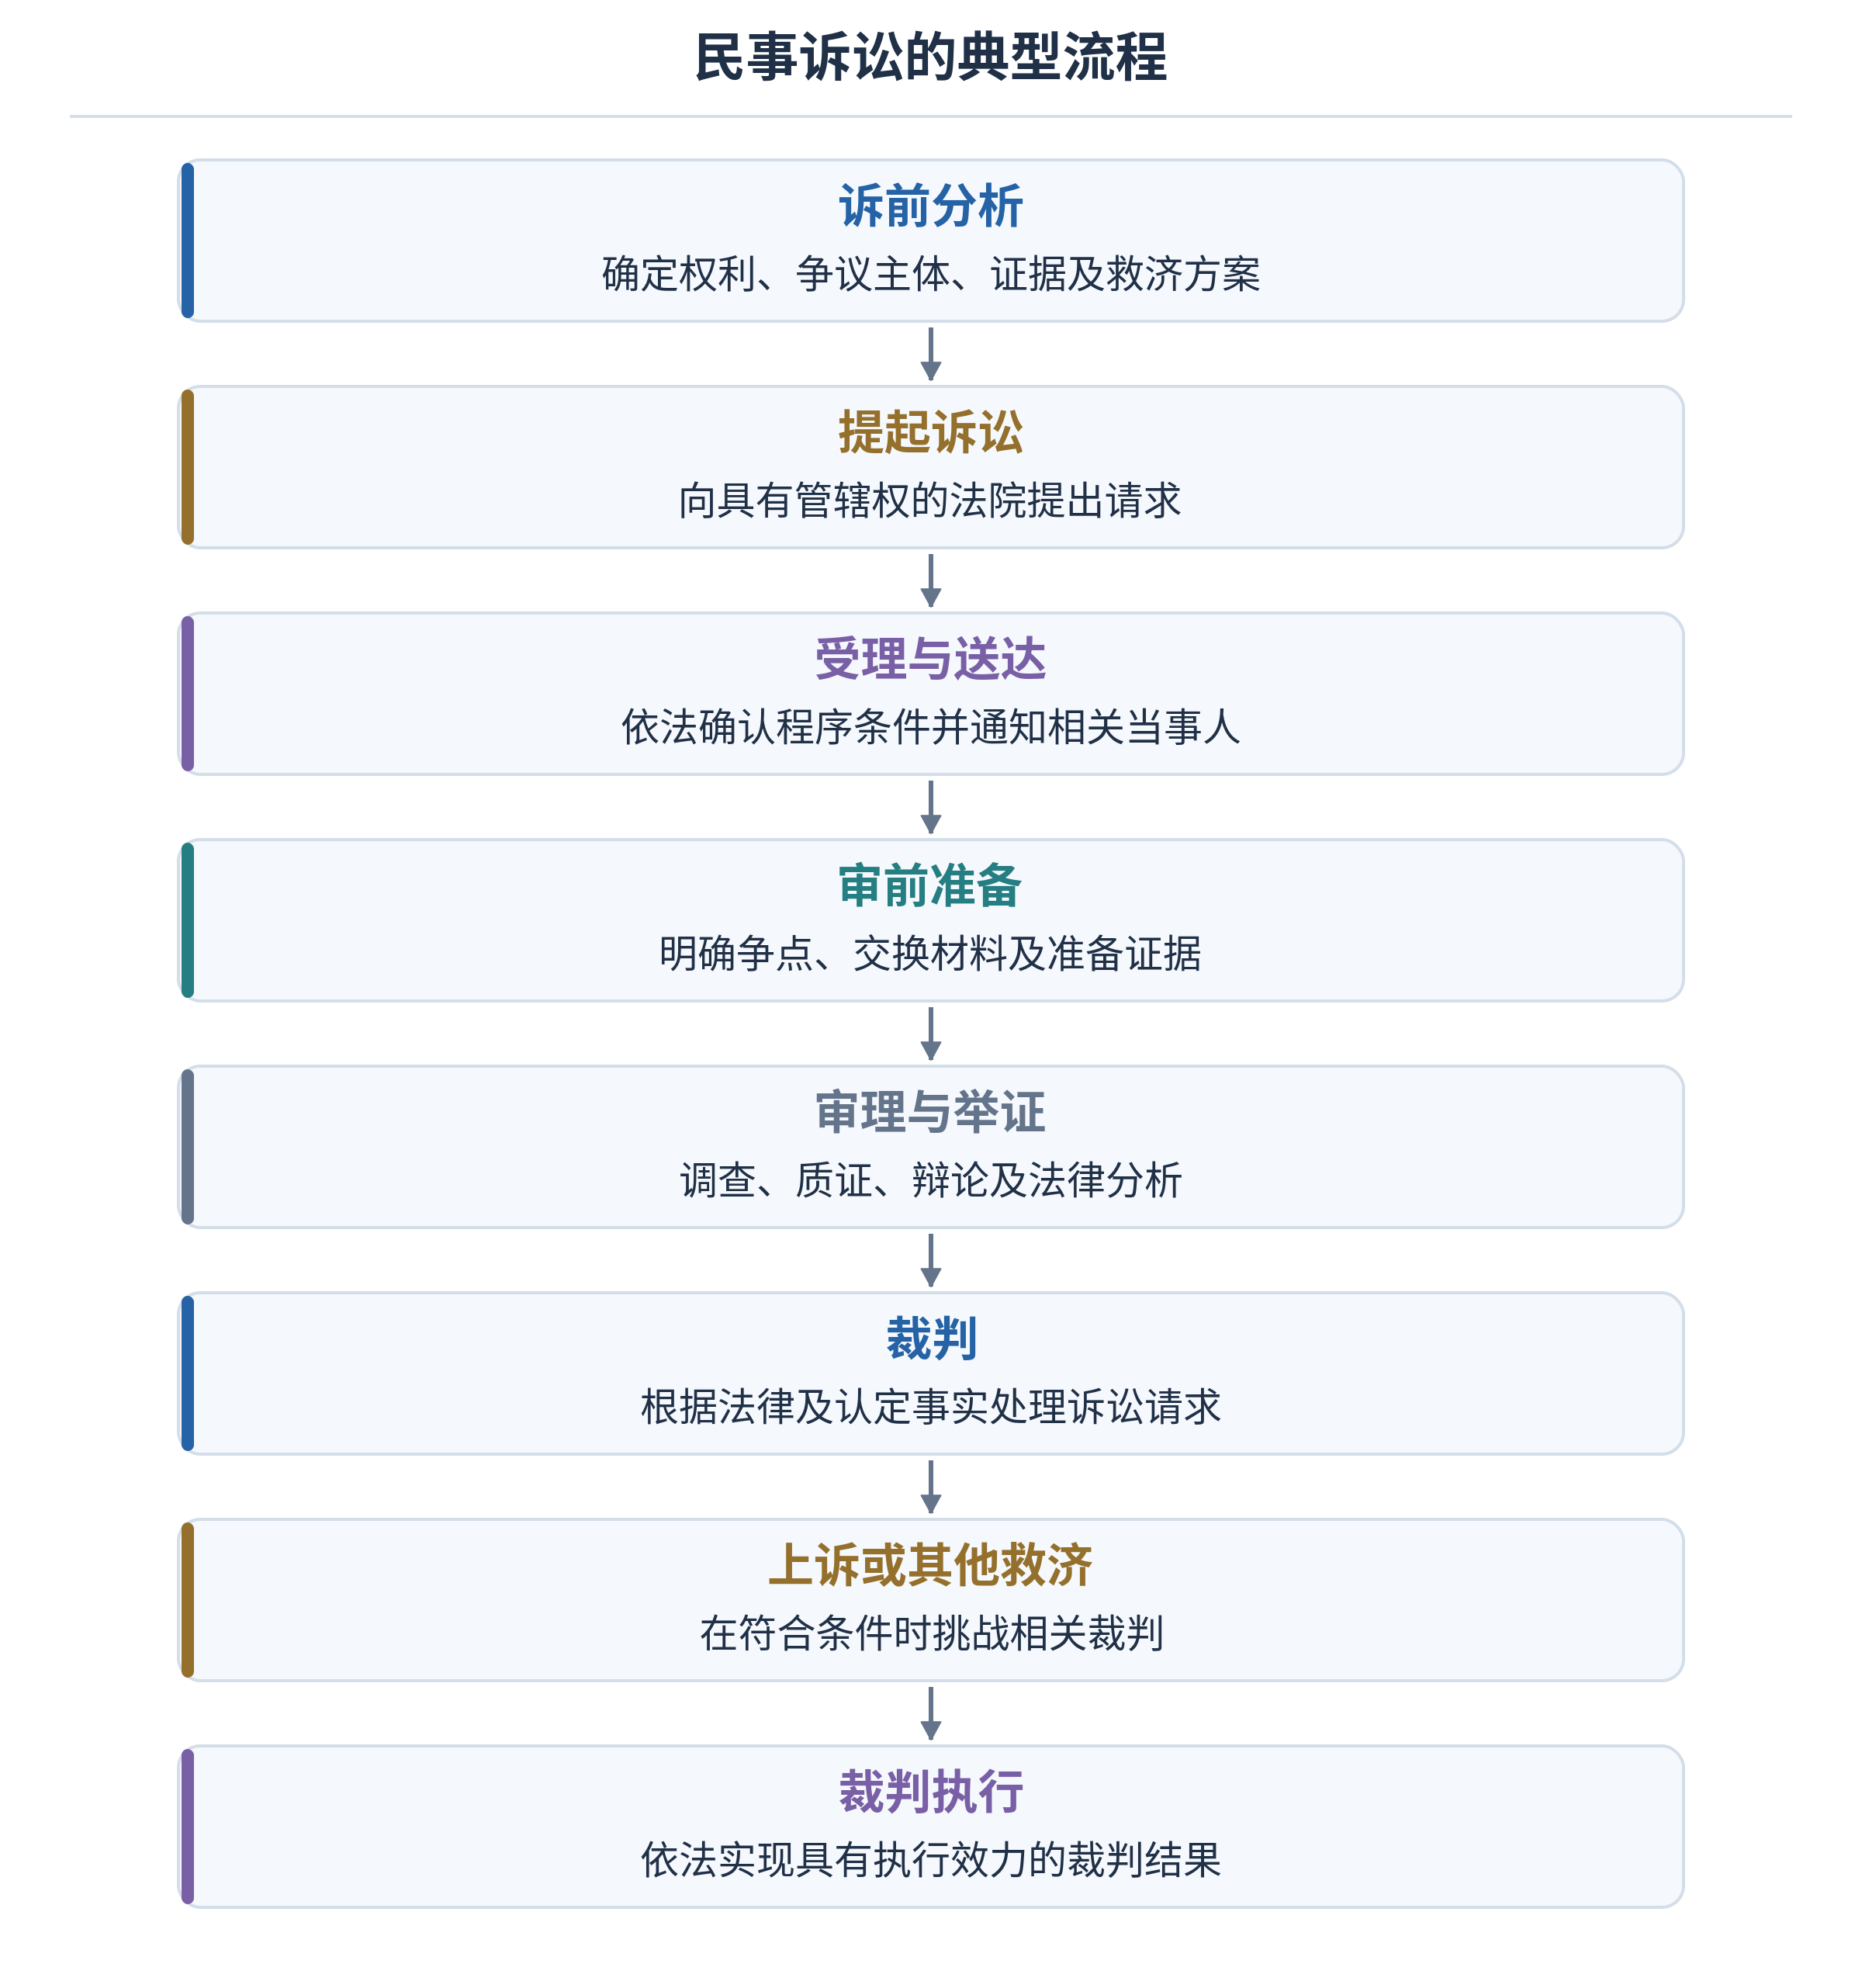 民事诉讼的典型流程
诉前分析
确定权利、争议主体、证据及救济方案
提起诉讼
向具有管辖权的法院提出请求
受理与送达
依法确认程序条件并通知相关当事人
审前准备
明确争点、交换材料及准备证据
审理与举证
调查、质证、辩论及法律分析
裁判
根据法律及认定事实处理诉讼请求
上诉或其他救济
在符合条件时挑战相关裁判
裁判执行
依法实现具有执行效力的裁判结果